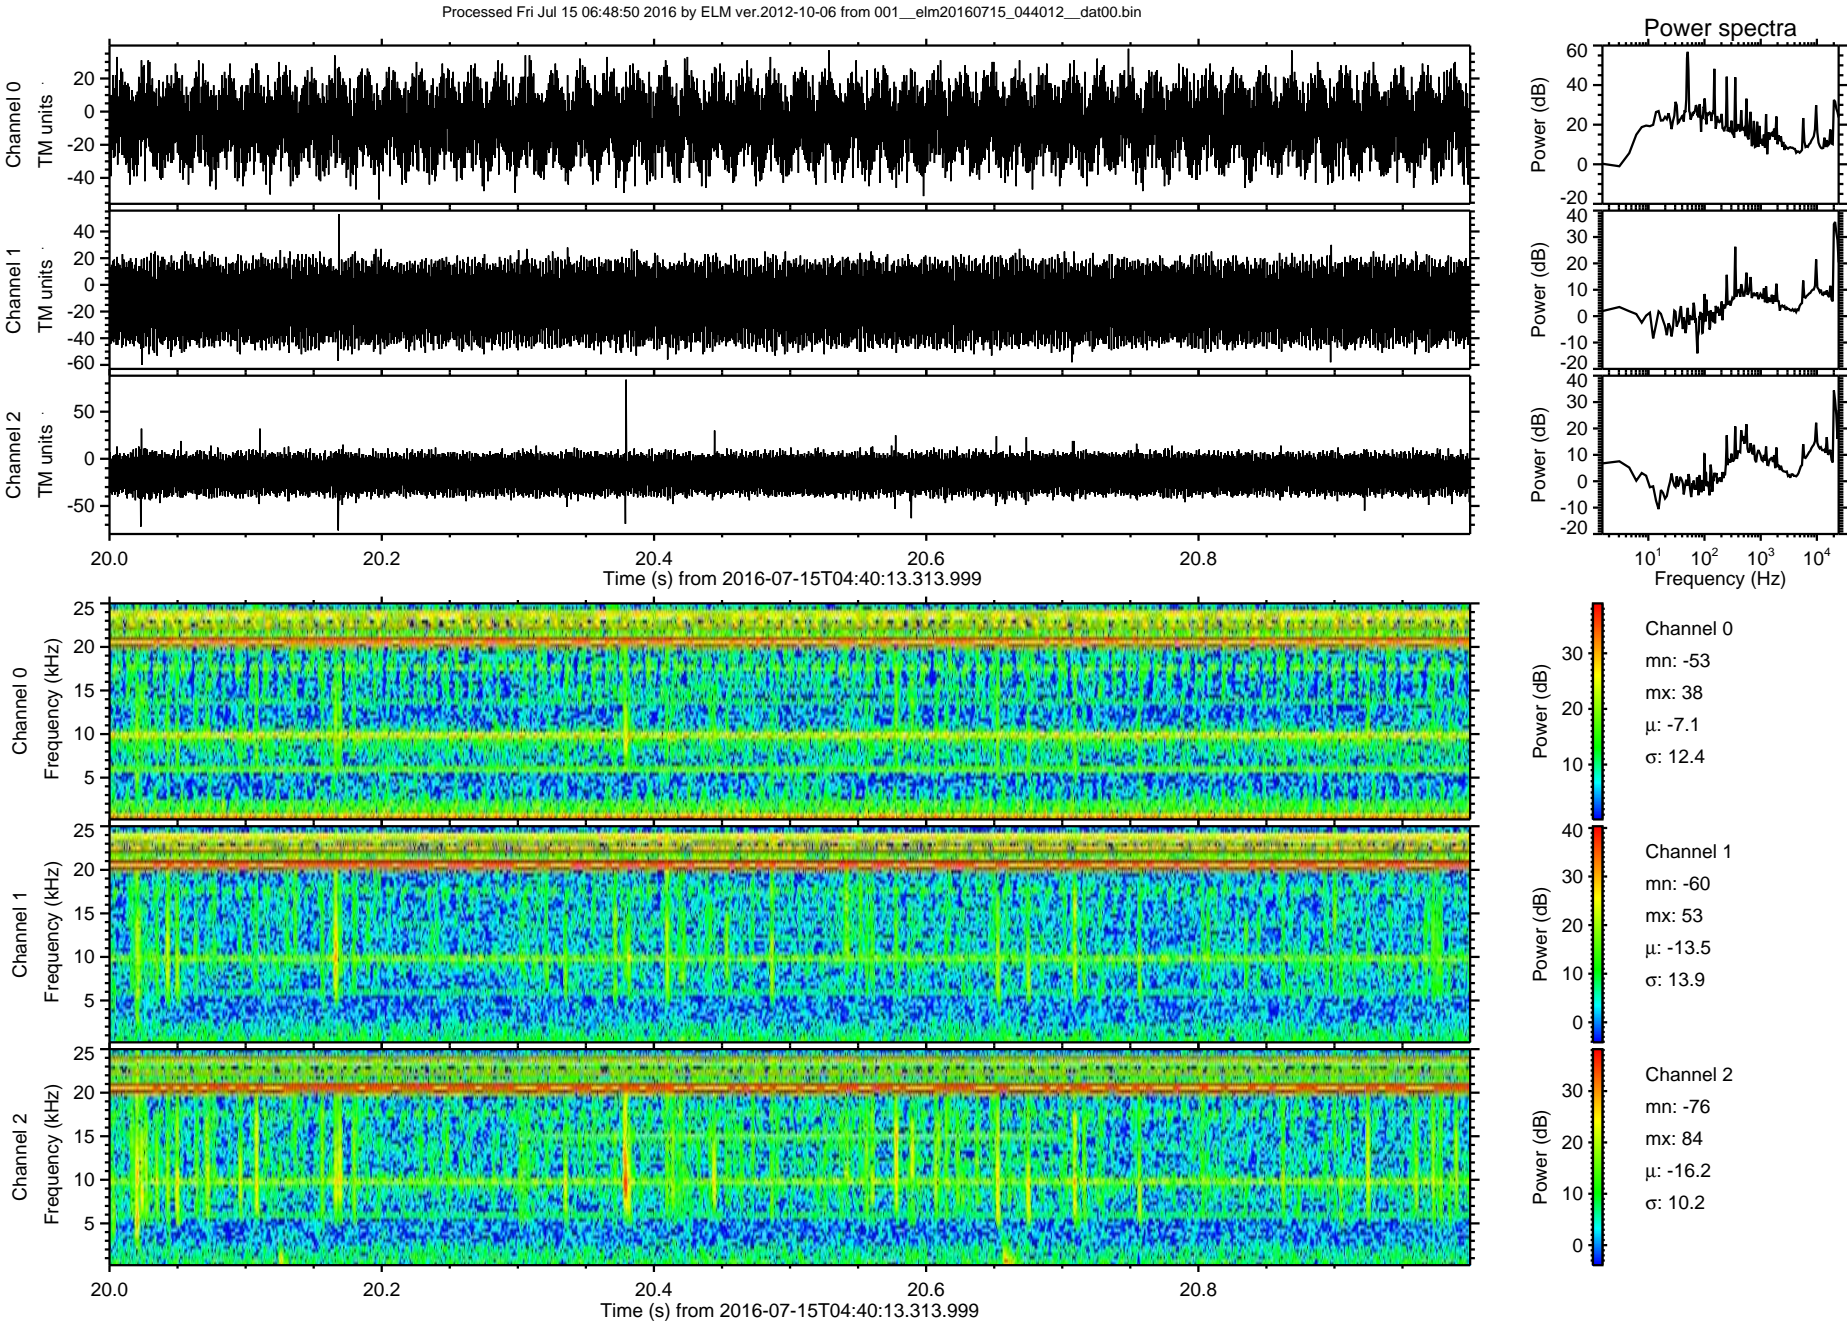 Processed Fri Jul 15 06:48:50 2016 by ELM ver.2012-10-06 from 001__elm20160715_044012__dat00.bin
Power spectra
Channel 0
TM units
20
0
-20
-40
Power (dB)
60
40
20
0
-20
Channel 1
TM units
40
20
0
-20
-40
-60
Power (dB)
40
30
20
10
0
-10
-20
Channel 2
TM units
50
0
-50
Power (dB)
40
30
20
10
0
-10
-20
20.0 20.2 20.4 20.6 20.8
Time (s) from 2016-07-15T04:40:13.313.999
10^1 10^2 10^3 10^4
Frequency (Hz)
Channel 0
Frequency (kHz)
25
20
15
10
5
Power (dB)
30
20
10
Channel 0
mn: -53
mx: 38
μ: -7.1
σ: 12.4
Channel 1
Frequency (kHz)
25
20
15
10
5
Power (dB)
40
30
20
10
0
Channel 1
mn: -60
mx: 53
μ: -13.5
σ: 13.9
Channel 2
Frequency (kHz)
25
20
15
10
5
Power (dB)
30
20
10
0
Channel 2
mn: -76
mx: 84
μ: -16.2
σ: 10.2
20.0 20.2 20.4 20.6 20.8
Time (s) from 2016-07-15T04:40:13.313.999